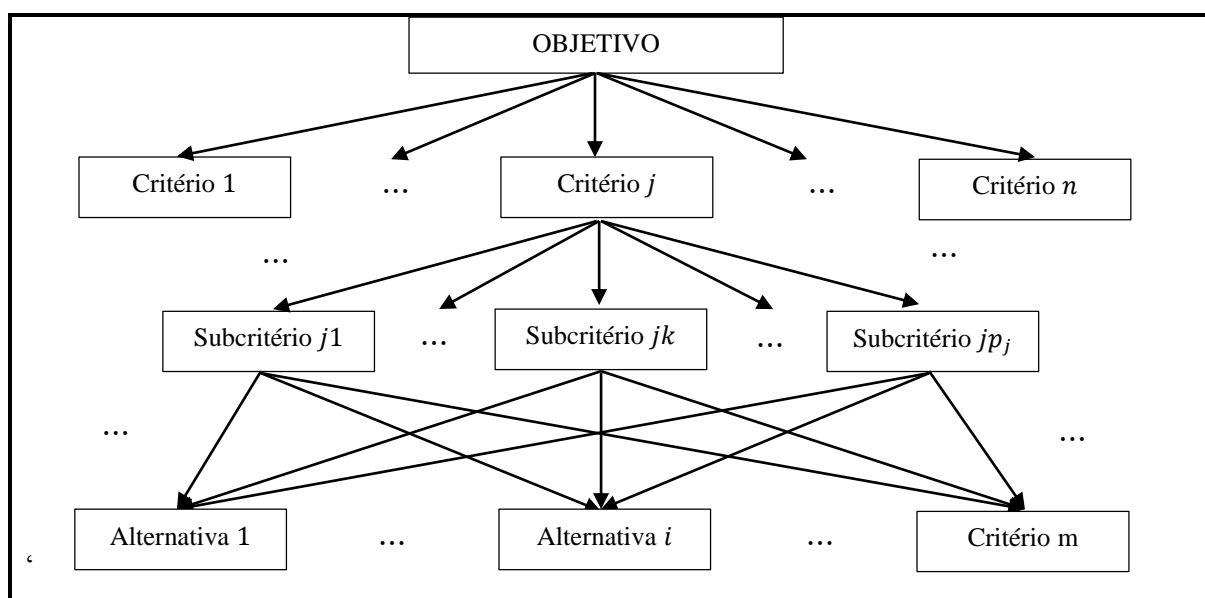 OBJETIVO
Critério 1
...
Critério j
...
Critério n
...
...
Subcritério j1
...
Subcritério jk
...
Subcritério jpⱼ
...
...
Alternativa 1
...
Alternativa i
...
Critério m
‘